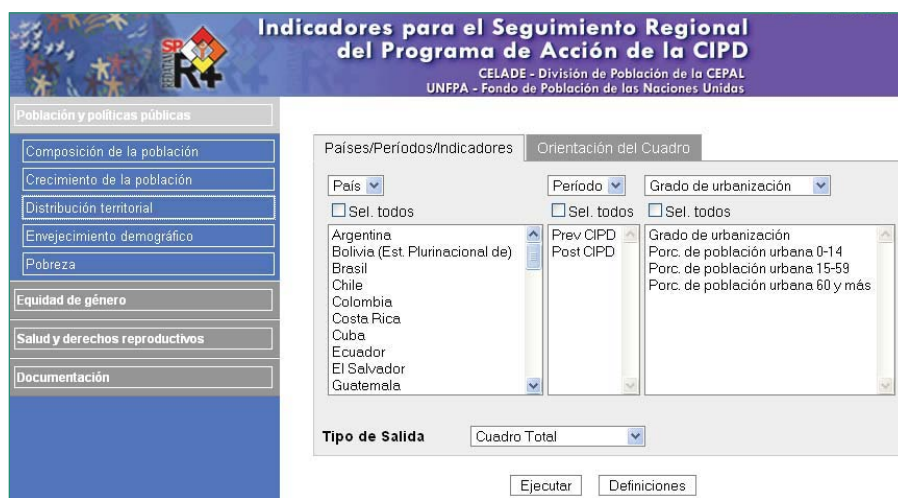 Indicadores para el Seguimiento Regional
del Programa de Acción de la CIPD
CELADE - División de Población de la CEPAL
UNFPA - Fondo de Población de las Naciones Unidas
REDATAM
SP
R+
Población y políticas públicas
Composición de la población
Crecimiento de la población
Distribución territorial
Envejecimiento demográfico
Pobreza
Equidad de género
Salud y derechos reproductivos
Documentación
Países/Períodos/Indicadores
Orientación del Cuadro
País
Período
Grado de urbanización
Sel. todos
Sel. todos
Sel. todos
Argentina
Bolivia (Est. Plurinacional de)
Brasil
Chile
Colombia
Costa Rica
Cuba
Ecuador
El Salvador
Guatemala
Prev CIPD
Post CIPD
Grado de urbanización
Porc. de población urbana 0-14
Porc. de población urbana 15-59
Porc. de población urbana 60 y más
Tipo de Salida
Cuadro Total
Ejecutar
Definiciones